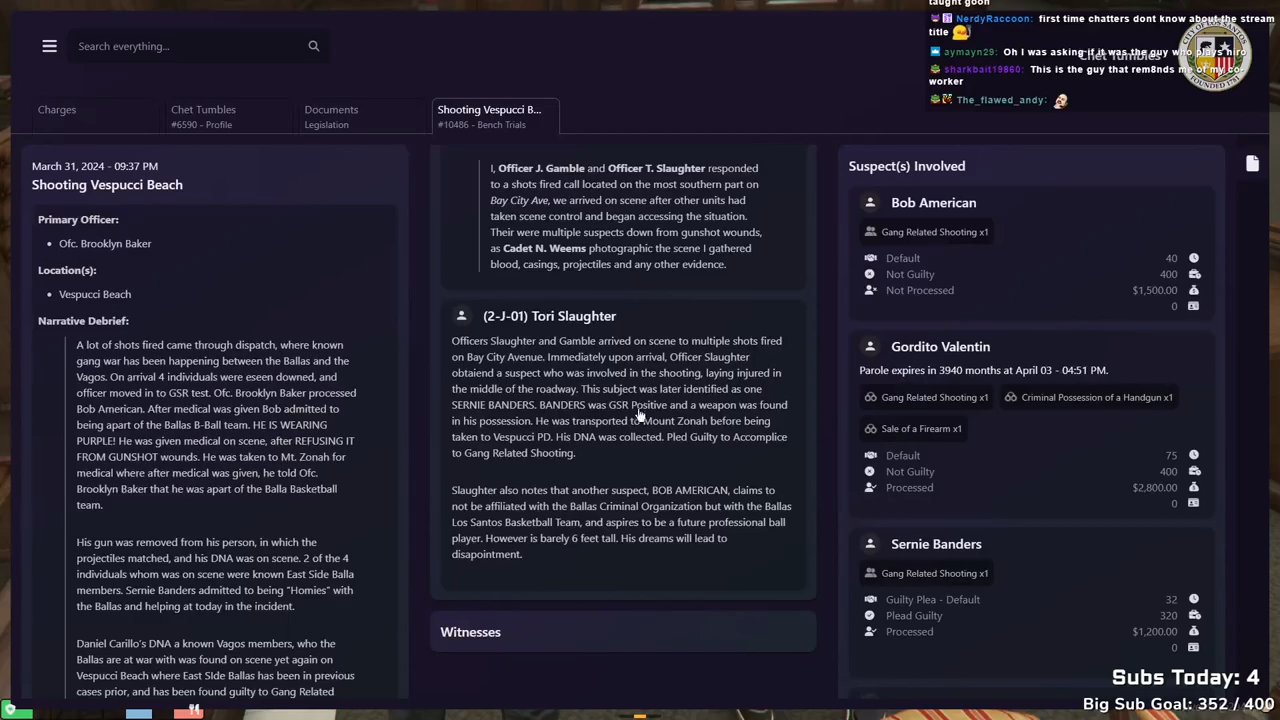 taught goon
NerdyRaccoon: first time chatters dont know about the stream
title
aymayn29: Oh I was asking if it was the guy who plays hiro
sharkbait19860: This is the guy that rem8nds me of my co-
worker
The_flawed_andy:
Chet Tumbles
Search everything...
Charges
Chet Tumbles
#6590 - Profile
Documents
Legislation
Shooting Vespucci B...
#10486 - Bench Trials
March 31, 2024 - 09:37 PM
Shooting Vespucci Beach
Primary Officer:
Ofc. Brooklyn Baker
Location(s):
Vespucci Beach
Narrative Debrief:
A lot of shots fired came through dispatch, where known
gang war has been happening between the Ballas and the
Vagos. On arrival 4 individuals were eseen downed, and
officer moved in to GSR test. Ofc. Brooklyn Baker processed
Bob American. After medical was given Bob admitted to
being apart of the Ballas B-Ball team. HE IS WEARING
PURPLE! He was given medical on scene, after REFUSING IT
FROM GUNSHOT wounds. He was taken to Mt. Zonah for
medical where after medical was given, he told Ofc.
Brooklyn Baker that he was apart of the Balla Basketball
team.
His gun was removed from his person, in which the
projectiles matched, and his DNA was on scene. 2 of the 4
individuals whom was on scene were known East Side Balla
members. Sernie Banders admitted to being "Homies" with
the Ballas and helping at today in the incident.
Daniel Carillo's DNA a known Vagos members, who the
Ballas are at war with was found on scene yet again on
Vespucci Beach where East SIde Ballas has been in previous
cases prior, and has been found guilty to Gang Related
I, Officer J. Gamble and Officer T. Slaughter responded
to a shots fired call located on the most southern part on
Bay City Ave, we arrived on scene after other units had
taken scene control and began accessing the situation.
Their were multiple suspects down from gunshot wounds,
as Cadet N. Weems photographic the scene I gathered
blood, casings, projectiles and any other evidence.
(2-J-01) Tori Slaughter
Officers Slaughter and Gamble arrived on scene to multiple shots fired
on Bay City Avenue. Immediately upon arrival, Officer Slaughter
obtaiend a suspect who was involved in the shooting, laying injured in
the middle of the roadway. This subject was later identified as one
SERNIE BANDERS. BANDERS was GSR Positive and a weapon was found
in his possession. He was transported to Mount Zonah before being
taken to Vespucci PD. His DNA was collected. Pled Guilty to Accomplice
to Gang Related Shooting.
Slaughter also notes that another suspect, BOB AMERICAN, claims to
not be affiliated with the Ballas Criminal Organization but with the Ballas
Los Santos Basketball Team, and aspires to be a future professional ball
player. However is barely 6 feet tall. His dreams will lead to
disapointment.
Witnesses
Suspect(s) Involved
Bob American
Gang Related Shooting x1
Default 40
Not Guilty 400
Not Processed $1,500.00
0
Gordito Valentin
Parole expires in 3940 months at April 03 - 04:51 PM.
Gang Related Shooting x1 Criminal Possession of a Handgun x1
Sale of a Firearm x1
Default 75
Not Guilty 400
Processed $2,800.00
0
Sernie Banders
Gang Related Shooting x1
Guilty Plea - Default 32
Plead Guilty 320
Processed $1,200.00
0
Subs Today: 4
Big Sub Goal: 352 / 400